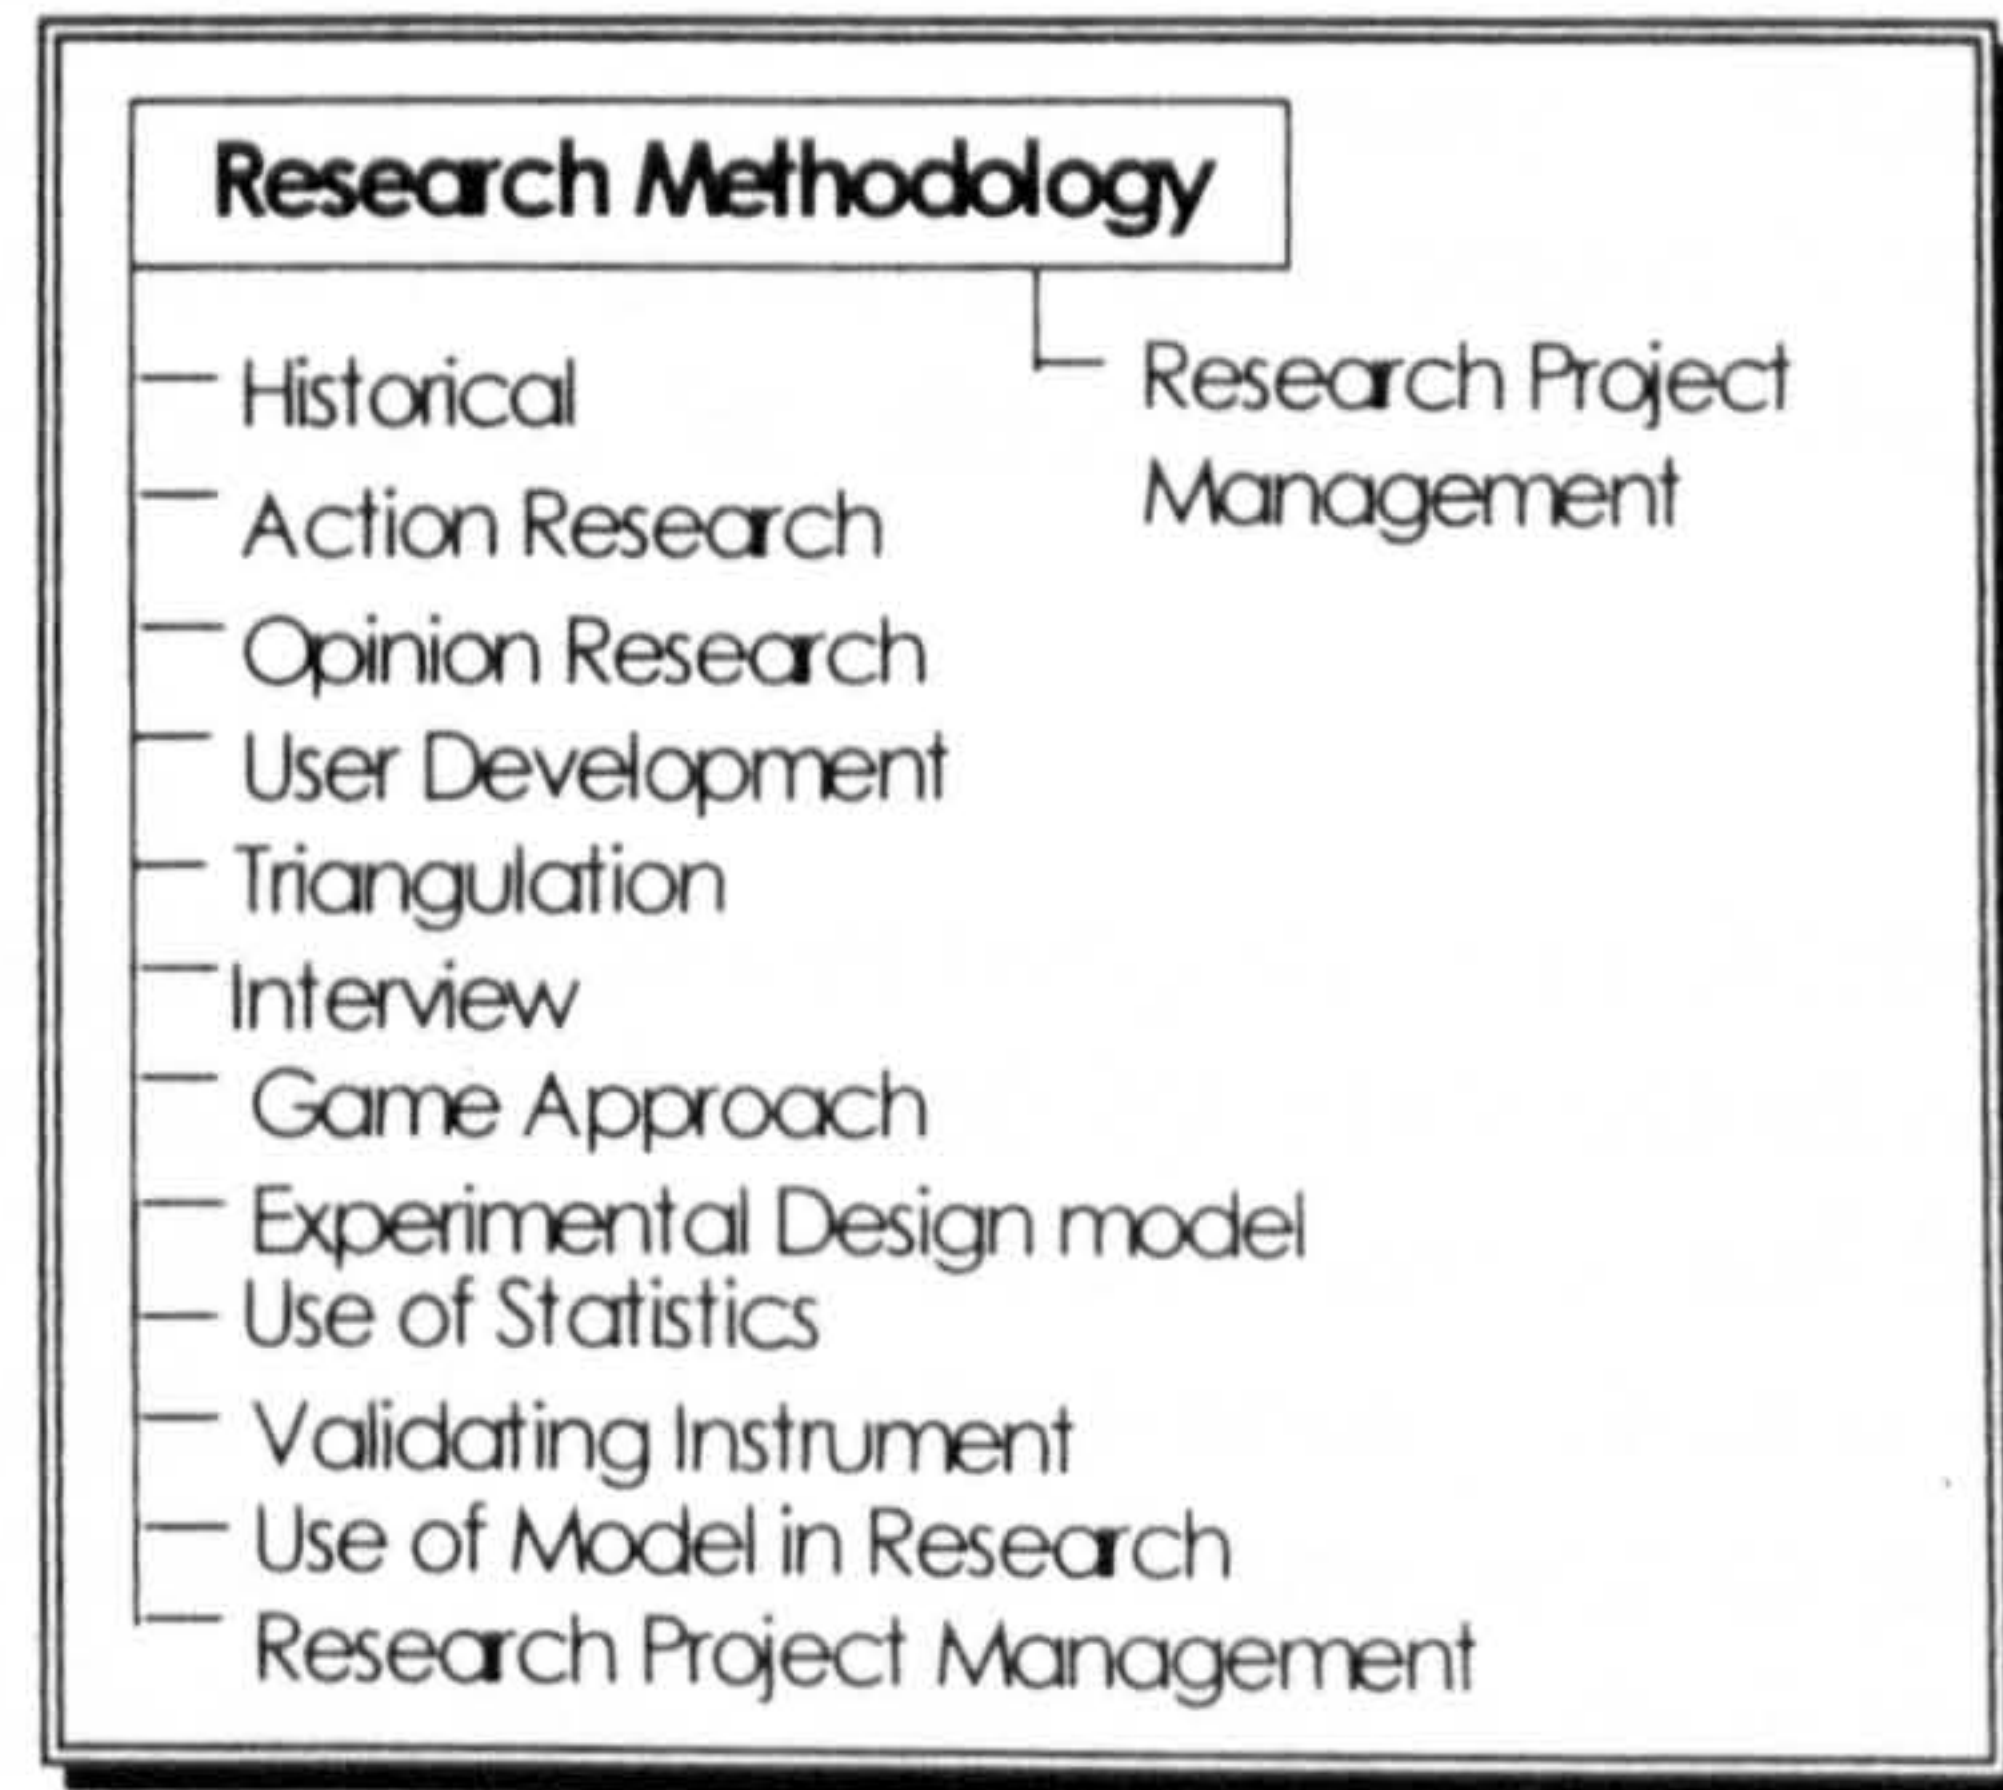 Research Methodology
Historical
Action Research
Opinion Research
User Development
Triangulation
Interview
Game Approach
Experimental Design model
Use of Statistics
Validating Instrument
Use of Model in Research
Research Project Management
Research Project
Management